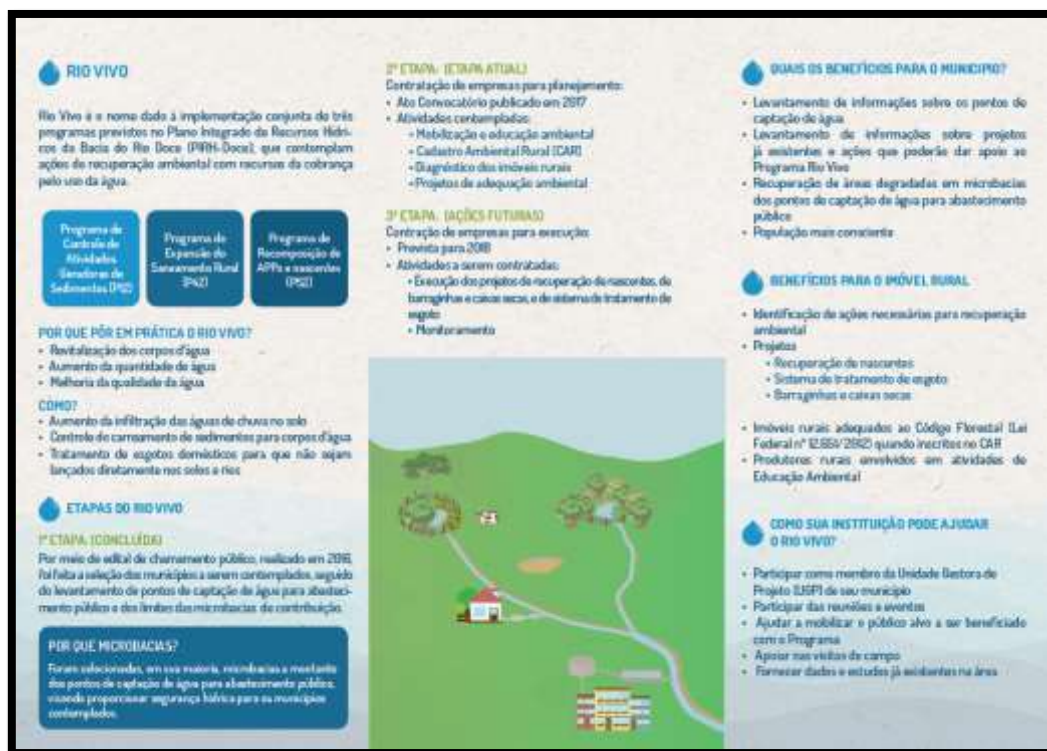 RIO VIVO
Rio Vivo é o nome dado à implementação conjunta de três
programas previstos no Plano Integrado de Recursos Hídri-
cos da Bacia do Rio Doce (PIRH-Doce), que contemplam
ações de recuperação ambiental com recursos da cobrança
pelo uso da água.
Programa de
Controle de
Atividades
Geradoras de
Sedimentos (P12)
Programa de
Expansão do
Saneamento Rural
(P42)
Programa de
Recomposição de
APPs e nascentes
(P52)
POR QUE PÔR EM PRÁTICA O RIO VIVO?
• Revitalização dos corpos d'água
• Aumento da quantidade de água
• Melhoria da qualidade da água
COMO?
• Aumento da infiltração das águas de chuva no solo
• Controle do carreamento de sedimentos para corpos d'água
• Tratamento de esgotos domésticos para que não sejam
lançados diretamente nos solos e rios
ETAPAS DO RIO VIVO
1ª ETAPA: (CONCLUÍDA)
Por meio de edital de chamamento público, realizado em 2016,
foi feita a seleção dos municípios a serem contemplados, seguido
do levantamento de pontos de captação de água para abasteci-
mento público e dos limites das microbacias de contribuição.
POR QUE MICROBACIAS?
Foram selecionadas, em sua maioria, microbacias a montante
dos pontos de captação de água para abastecimento público,
visando proporcionar segurança hídrica para os municípios
contemplados.
2ª ETAPA: (ETAPA ATUAL)
Contratação de empresas para planejamento:
• Ato Convocatório publicado em 2017
• Atividades contempladas:
• Mobilização e educação ambiental
• Cadastro Ambiental Rural (CAR)
• Diagnóstico dos imóveis rurais
• Projetos de adequação ambiental
3ª ETAPA: (AÇÕES FUTURAS)
Contração de empresas para execução:
• Prevista para 2018
• Atividades a serem contratadas:
• Execução dos projetos de recuperação de nascentes, de
barraginhas e caixas secas, e de sistema de tratamento de
esgoto
• Monitoramento
QUAIS OS BENEFÍCIOS PARA O MUNICÍPIO?
• Levantamento de informações sobre os pontos de
captação de água
• Levantamento de informações sobre projetos
já existentes e ações que poderão dar apoio ao
Programa Rio Vivo
• Recuperação de áreas degradadas em microbacias
dos pontos de captação de água para abastecimento
público
• População mais consciente
BENEFÍCIOS PARA O IMÓVEL RURAL
• Identificação de ações necessárias para recuperação
ambiental
• Projetos
• Recuperação de nascentes
• Sistema de tratamento de esgoto
• Barraginhas e caixas secas
• Imóveis rurais adequados ao Código Florestal (Lei
Federal nº 12.651/2012) quando inscritos no CAR
• Produtores rurais envolvidos em atividades de
Educação Ambiental
COMO SUA INSTITUIÇÃO PODE AJUDAR
O RIO VIVO?
• Participar como membro da Unidade Gestora de
Projeto (UGP) de seu município
• Participar das reuniões e eventos
• Ajudar a mobilizar o público alvo a ser beneficiado
com o Programa
• Apoiar nas visitas de campo
• Fornecer dados e estudos já existentes na área